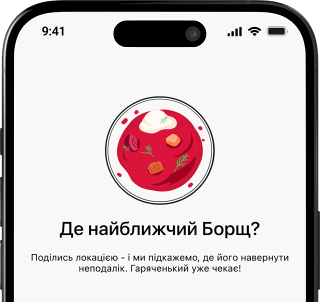 9:41
Де найближчий Борщ?
Поділись локацією - і ми підкажемо, де його навернути
неподалік. Гаряченький уже чекає!